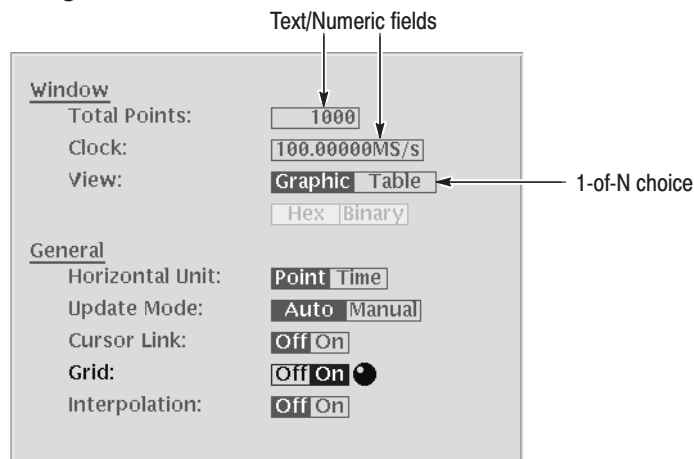 Text/Numeric fields
Window
Total Points: 1000
Clock: 100.00000MS/s
View: Graphic Table
1-of-N choice
Hex Binary
General
Horizontal Unit: Point Time
Update Mode: Auto Manual
Cursor Link: Off On
Grid: Off On
Interpolation: Off On